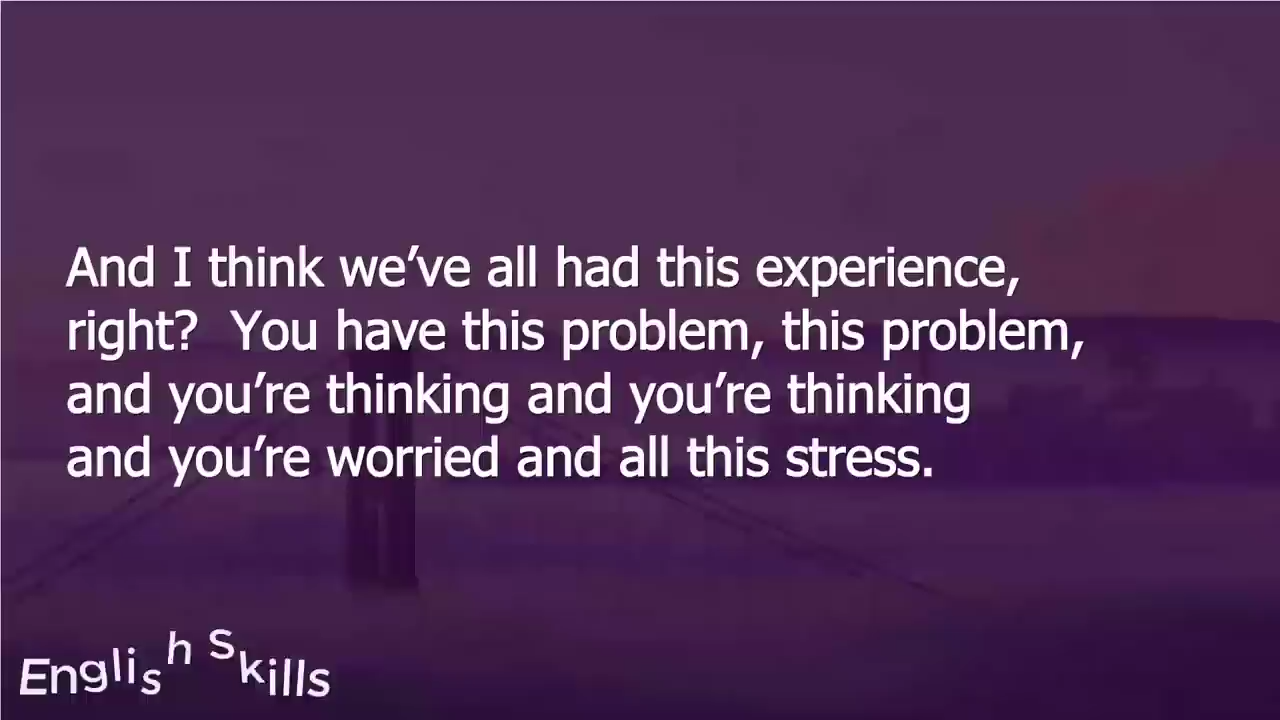 And I think we’ve all had this experience,
right?  You have this problem, this problem,
and you’re thinking and you’re thinking
and you’re worried and all this stress.
English Skills